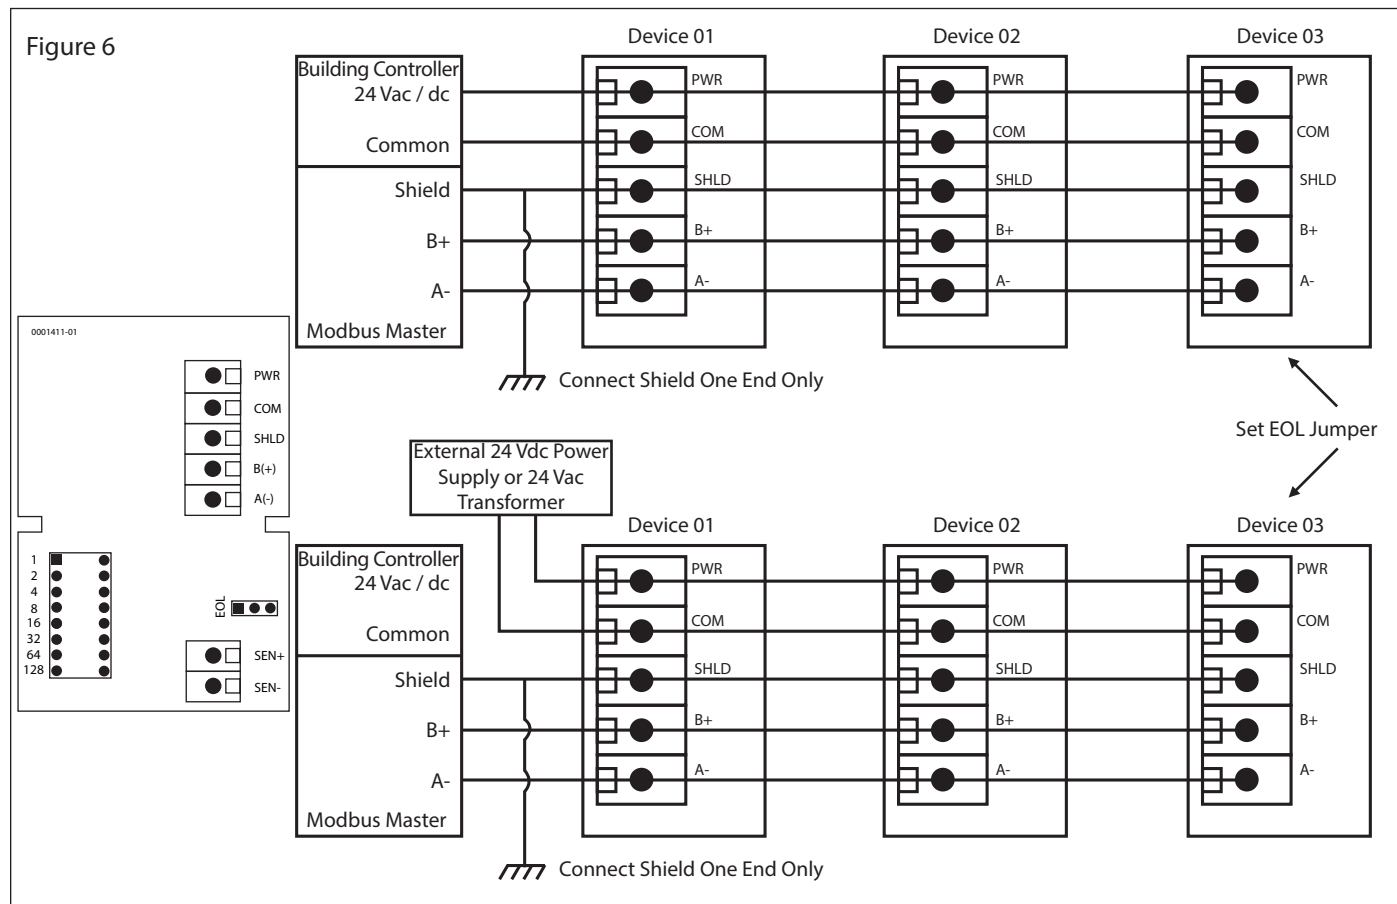 Figure 6
Device 01
Device 02
Device 03
Building Controller
24 Vac / dc
Common
Shield
B+
A-
Modbus Master
PWR
COM
SHLD
B+
A-
PWR
COM
SHLD
B+
A-
PWR
COM
SHLD
B+
A-
Connect Shield One End Only
Set EOL Jumper
0001411-01
PWR
COM
SHLD
B(+)
A(-)
1
2
4
8
16
32
64
128
EOL
SEN+
SEN-
External 24 Vdc Power
Supply or 24 Vac
Transformer
Device 01
Device 02
Device 03
Building Controller
24 Vac / dc
Common
Shield
B+
A-
Modbus Master
PWR
COM
SHLD
B+
A-
PWR
COM
SHLD
B+
A-
PWR
COM
SHLD
B+
A-
Connect Shield One End Only